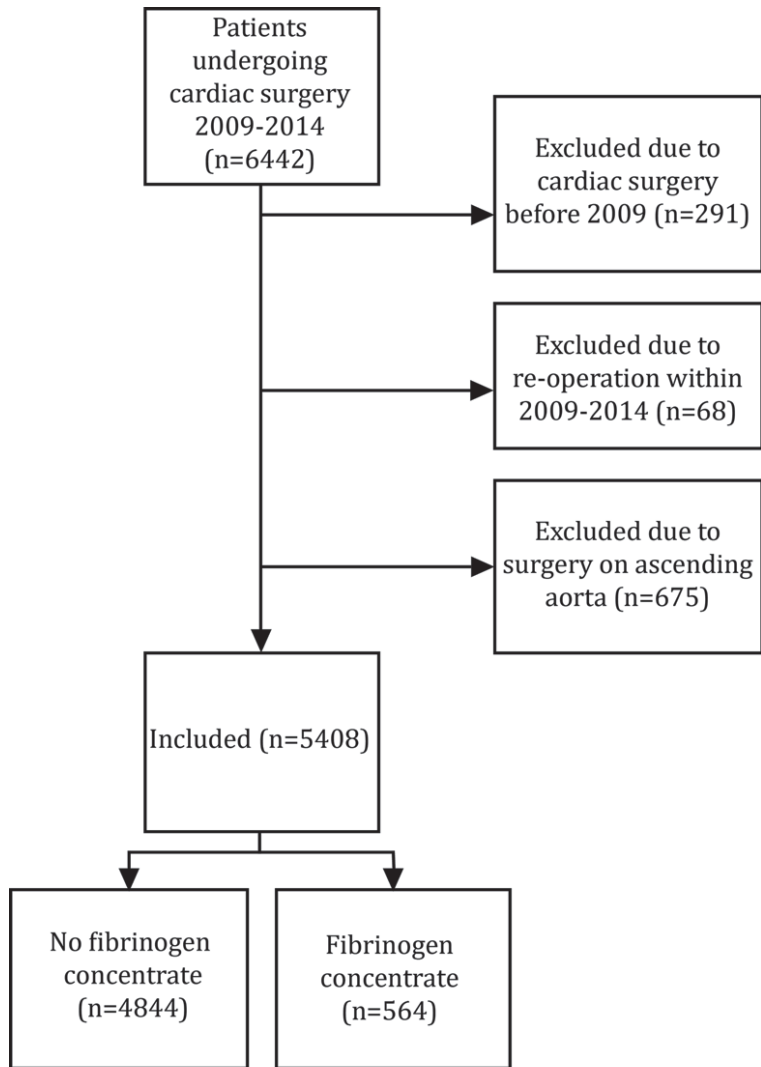 Patients
undergoing
cardiac surgery
2009-2014
(n=6442)
Excluded due to
cardiac surgery
before 2009 (n=291)
Excluded due to
re-operation within
2009-2014 (n=68)
Excluded due to
surgery on ascending
aorta (n=675)
Included (n=5408)
No fibrinogen
concentrate
(n=4844)
Fibrinogen
concentrate
(n=564)